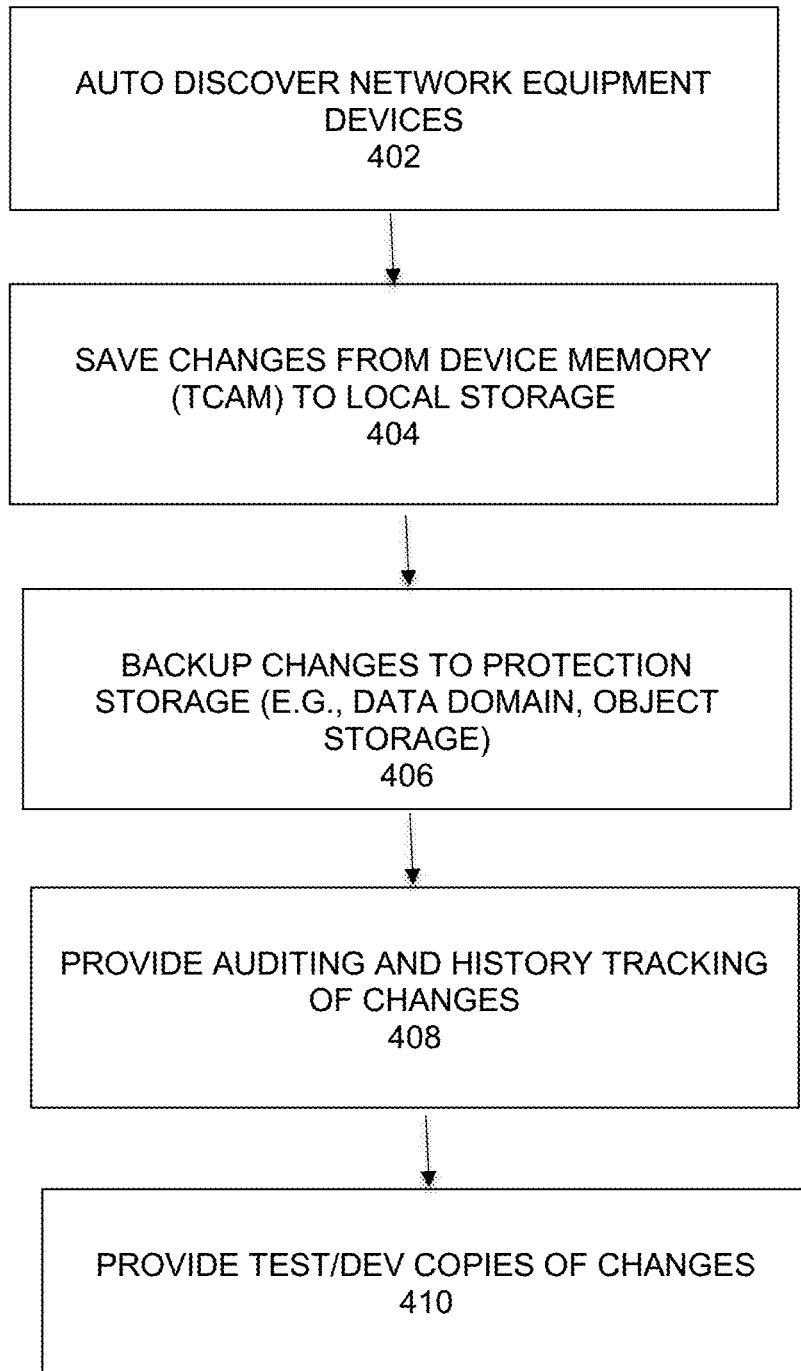 AUTO DISCOVER NETWORK EQUIPMENT
DEVICES
402
SAVE CHANGES FROM DEVICE MEMORY
(TCAM) TO LOCAL STORAGE
404
BACKUP CHANGES TO PROTECTION
STORAGE (E.G., DATA DOMAIN, OBJECT
STORAGE)
406
PROVIDE AUDITING AND HISTORY TRACKING
OF CHANGES
408
PROVIDE TEST/DEV COPIES OF CHANGES
410